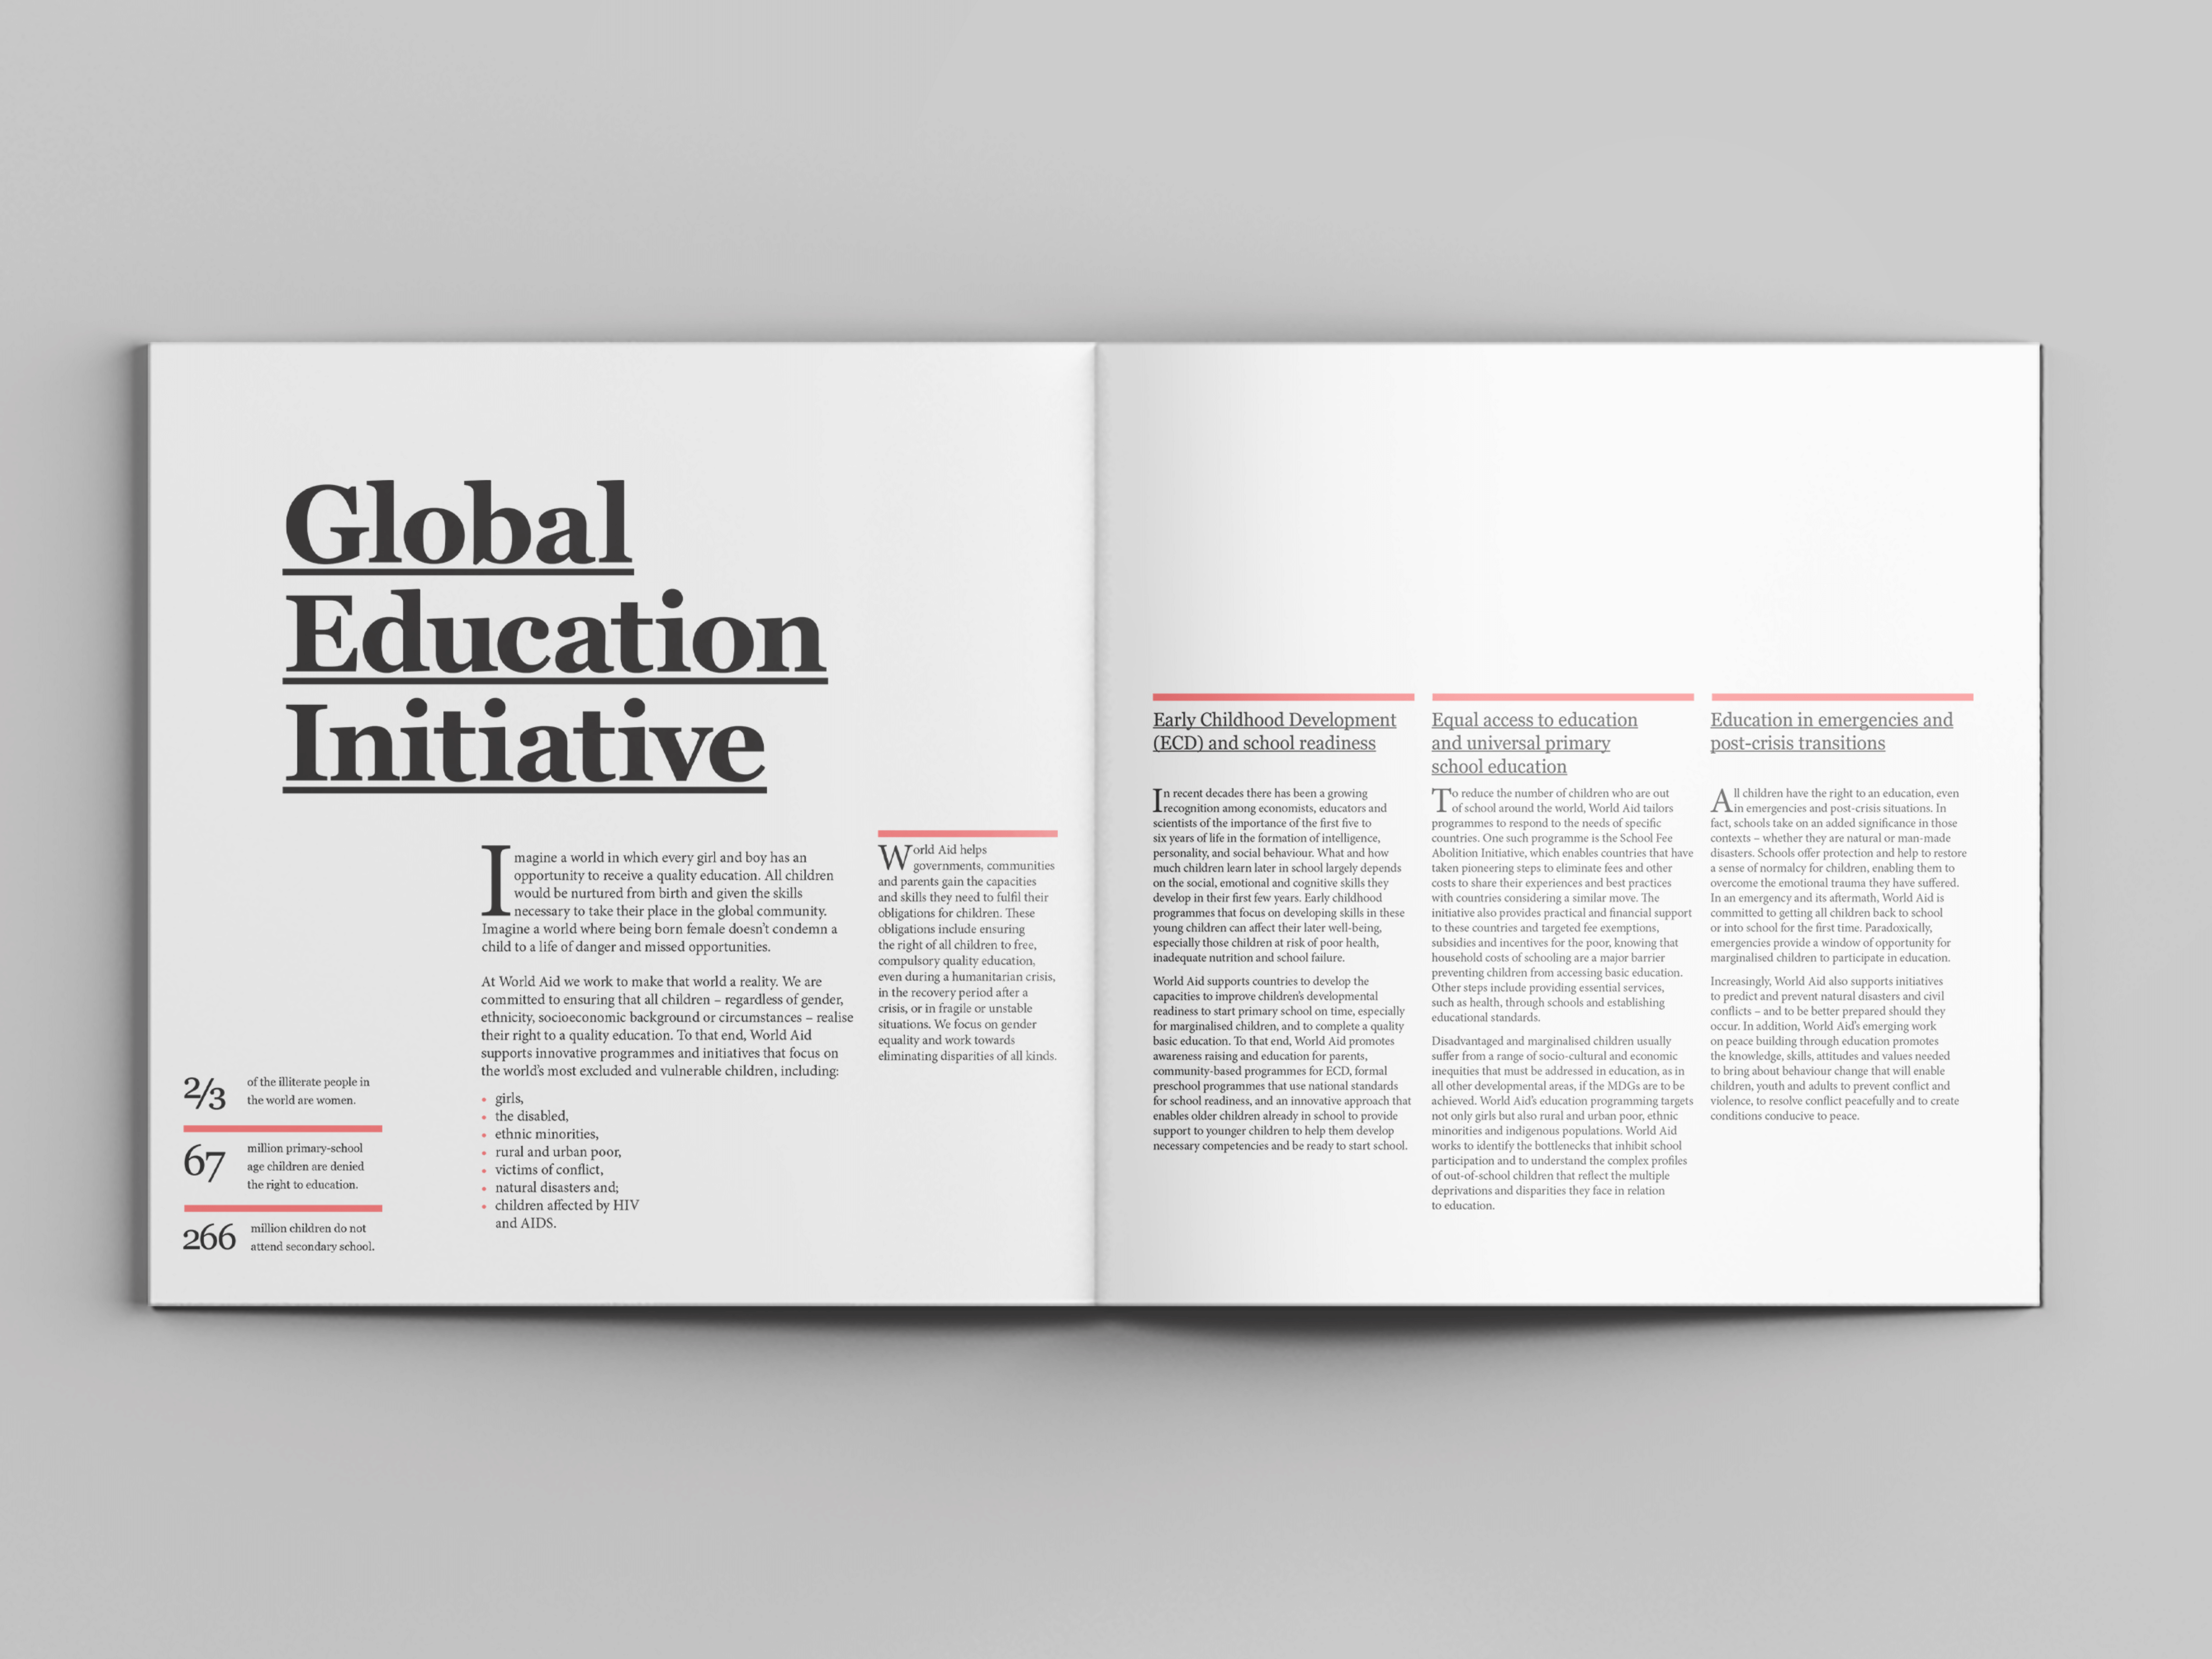 Global
Education
Initiative
Imagine a world in which every girl and boy has an
opportunity to receive a quality education. All children
would be nurtured from birth and given the skills
necessary to take their place in the global community.
Imagine a world where being born female doesn't condemn a
child to a life of danger and missed opportunities.
At World Aid we work to make that world a reality. We are
committed to ensuring that all children – regardless of gender,
ethnicity, socioeconomic background or circumstances – realise
their right to a quality education. To that end, World Aid
supports innovative programmes and initiatives that focus on
the world's most excluded and vulnerable children, including:
• girls,
• the disabled,
• ethnic minorities,
• rural and urban poor,
• victims of conflict,
• natural disasters and;
• children affected by HIV
and AIDS.
2/3
of the illiterate people in
the world are women.
67
million primary-school
age children are denied
the right to education.
266
million children do not
attend secondary school.
World Aid helps
governments, communities
and parents gain the capacities
and skills they need to fulfil their
obligations for children. These
obligations include ensuring
the right of all children to free,
compulsory quality education,
even during a humanitarian crisis,
in the recovery period after a
crisis, or in fragile or unstable
situations. We focus on gender
equality and work towards
eliminating disparities of all kinds.
Early Childhood Development
(ECD) and school readiness
In recent decades there has been a growing
recognition among economists, educators and
scientists of the importance of the first five to
six years of life in the formation of intelligence,
personality, and social behaviour. What and how
much children learn later in school largely depends
on the social, emotional and cognitive skills they
develop in their first few years. Early childhood
programmes that focus on developing skills in these
young children can affect their later well-being,
especially those children at risk of poor health,
inadequate nutrition and school failure.
World Aid supports countries to develop the
capacities to improve children's developmental
readiness to start primary school on time, especially
for marginalised children, and to complete a quality
basic education. To that end, World Aid promotes
awareness raising and education for parents,
community-based programmes for ECD, formal
preschool programmes that use national standards
for school readiness, and an innovative approach that
enables older children already in school to provide
support to younger children to help them develop
necessary competencies and be ready to start school.
Equal access to education
and universal primary
school education
To reduce the number of children who are out
of school around the world, World Aid tailors
programmes to respond to the needs of specific
countries. One such programme is the School Fee
Abolition Initiative, which enables countries that have
taken pioneering steps to eliminate fees and other
costs to share their experiences and best practices
with countries considering a similar move. The
initiative also provides practical and financial support
to these countries and targeted fee exemptions,
subsidies and incentives for the poor, knowing that
household costs of schooling are a major barrier
preventing children from accessing basic education.
Other steps include providing essential services,
such as health, through schools and establishing
educational standards.
Disadvantaged and marginalised children usually
suffer from a range of socio-cultural and economic
inequities that must be addressed in education, as in
all other developmental areas, if the MDGs are to be
achieved. World Aid's education programming targets
not only girls but also rural and urban poor, ethnic
minorities and indigenous populations. World Aid
works to identify the bottlenecks that inhibit school
participation and to understand the complex profiles
of out-of-school children that reflect the multiple
deprivations and disparities they face in relation
to education.
Education in emergencies and
post-crisis transitions
All children have the right to an education, even
in emergencies and post-crisis situations. In
fact, schools take on an added significance in those
contexts – whether they are natural or man-made
disasters. Schools offer protection and help to restore
a sense of normalcy for children, enabling them to
overcome the emotional trauma they have suffered.
In an emergency and its aftermath, World Aid is
committed to getting all children back to school
or into school for the first time. Paradoxically,
emergencies provide a window of opportunity for
marginalised children to participate in education.
Increasingly, World Aid also supports initiatives
to predict and prevent natural disasters and civil
conflicts – and to be better prepared should they
occur. In addition, World Aid's emerging work
on peace building through education promotes
the knowledge, skills, attitudes and values needed
to bring about behaviour change that will enable
children, youth and adults to prevent conflict and
violence, to resolve conflict peacefully and to create
conditions conducive to peace.